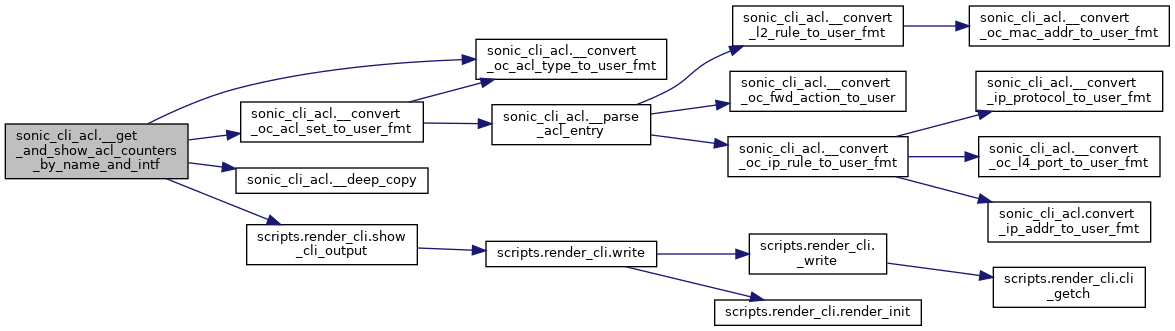 sonic_cli_acl.__get
_and_show_acl_counters
_by_name_and_intf
sonic_cli_acl.__convert
_oc_acl_type_to_user_fmt
sonic_cli_acl.__convert
_oc_acl_set_to_user_fmt
sonic_cli_acl.__parse
_acl_entry
sonic_cli_acl.__convert
_l2_rule_to_user_fmt
sonic_cli_acl.__convert
_oc_mac_addr_to_user_fmt
sonic_cli_acl.__convert
_oc_fwd_action_to_user
sonic_cli_acl.__convert
_oc_ip_rule_to_user_fmt
sonic_cli_acl.__convert
_ip_protocol_to_user_fmt
sonic_cli_acl.__convert
_oc_l4_port_to_user_fmt
sonic_cli_acl.convert
_ip_addr_to_user_fmt
sonic_cli_acl.__deep_copy
scripts.render_cli.show
_cli_output
scripts.render_cli.write
scripts.render_cli.
_write
scripts.render_cli.cli
_getch
scripts.render_cli.render_init